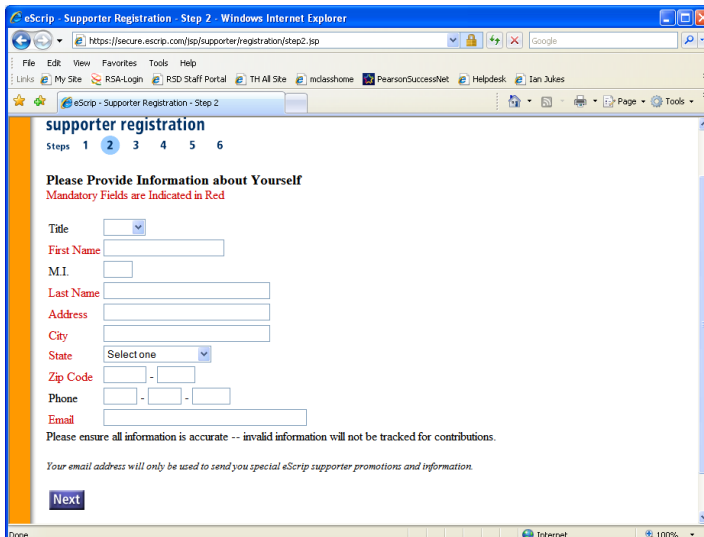 eScrip - Supporter Registration - Step 2 - Windows Internet Explorer
https://secure.escrip.com/jsp/supporter/registration/step2.jsp
Google
File Edit View Favorites Tools Help
Links My Site RSA-Login RSD Staff Portal TH All Site mclasshome PearsonSuccessNet Helpdesk Ian Jukes
eScrip - Supporter Registration - Step 2
Page Tools
supporter registration
Steps 1 2 3 4 5 6
Please Provide Information about Yourself
Mandatory Fields are Indicated in Red
Title
First Name
M.I.
Last Name
Address
City
State Select one
Zip Code -
Phone - -
Email
Please ensure all information is accurate -- invalid information will not be tracked for contributions.
Your email address will only be used to send you special eScrip supporter promotions and information.
Next
Done Internet 100%